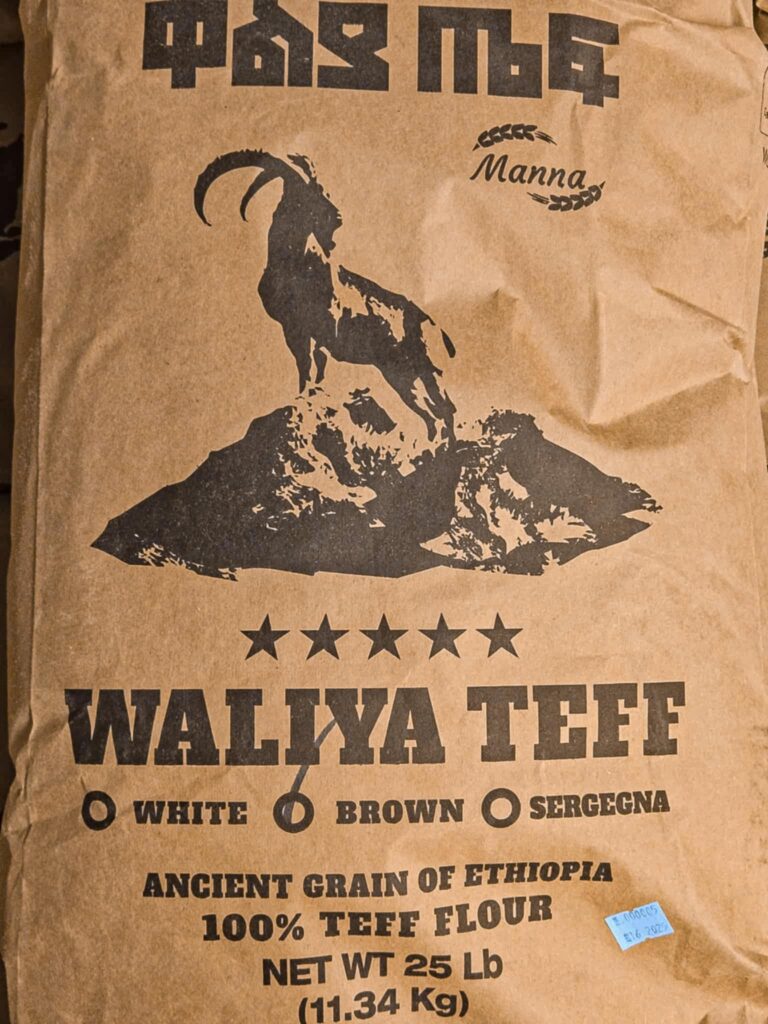 ዋልያ ጤፍ
Manna
WALIYA TEFF
WHITE BROWN SERGEGNA
ANCIENT GRAIN OF ETHIOPIA
100% TEFF FLOUR
NET WT 25 Lb
(11.34 Kg)